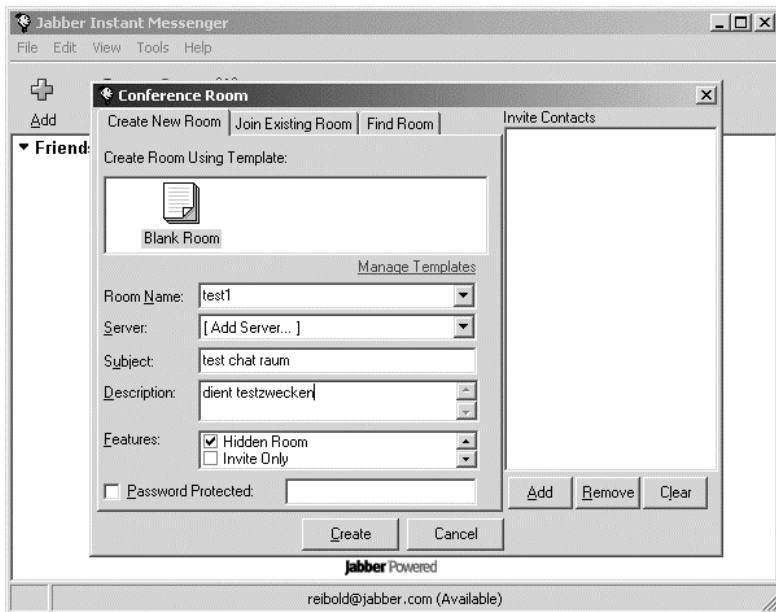 Jabber Instant Messenger
File Edit View Tools Help
Add
Conference Room
Create New Room Join Existing Room Find Room
Invite Contacts
Friends
Create Room Using Template:
Blank Room
Manage Templates
Room Name: test1
Server: [ Add Server... ]
Subject: test chat raum
Description: dient testzwecken
Features: Hidden Room
Invite Only
Password Protected:
Add Remove Clear
Create Cancel
Jabber Powered
reibold@jabber.com (Available)